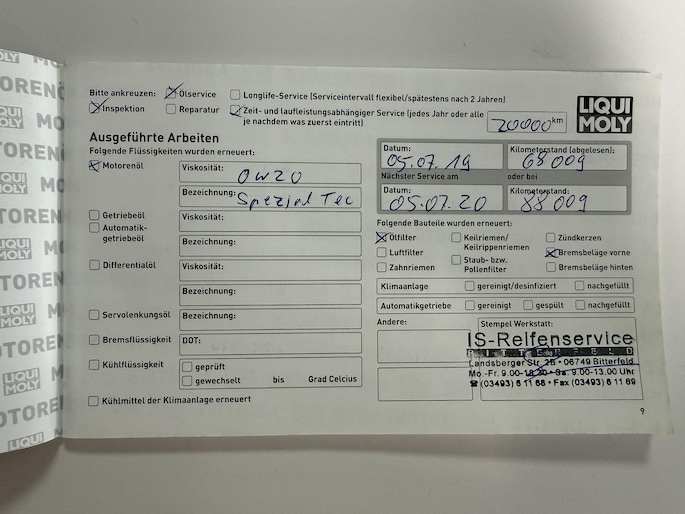 Bitte ankreuzen: Ölservice Longlife-Service (Serviceintervall flexibel/spätestens nach 2 Jahren)
Inspektion Reparatur Zeit- und laufleistungsabhängiger Service (jedes Jahr oder alle 20000 km
je nachdem was zuerst eintritt)
LIQUI
MOLY
Ausgeführte Arbeiten
Folgende Flüssigkeiten wurden erneuert:
Motorenöl Viskosität: 0W20
Bezeichnung: Spezial Tec
Getriebeöl Viskosität:
Automatik-
getriebeöl Bezeichnung:
Differentialöl Viskosität:
Bezeichnung:
Servolenkungsöl Bezeichnung:
Bremsflüssigkeit DOT:
Kühlflüssigkeit geprüft
gewechselt bis Grad Celcius
Kühlmittel der Klimaanlage erneuert
Datum: Kilometerstand (abgelesen):
05.07.19 68009
Nächster Service am oder bei
Datum: Kilometerstand:
05.07.20 88009
Folgende Bauteile wurden erneuert:
Ölfilter Keilriemen/ Zündkerzen
Keilrippenriemen
Luftfilter Bremsbeläge vorne
Staub- bzw.
Zahnriemen Pollenfilter Bremsbeläge hinten
Klimaanlage gereinigt/desinfiziert nachgefüllt
Automatikgetriebe gereinigt gespült nachgefüllt
Andere: Stempel Werkstatt:
IS-Reifenservice
BITTERFELD
Landsberger Str. 25 • 06749 Bitterfeld
Mo.-Fr. 9.00-18.30 • Sa. 9.00-13.00 Uhr
☎ (03493) 6 11 68 • Fax (03493) 6 11 69
9
MOTORENÖL
LIQUI
MOLY